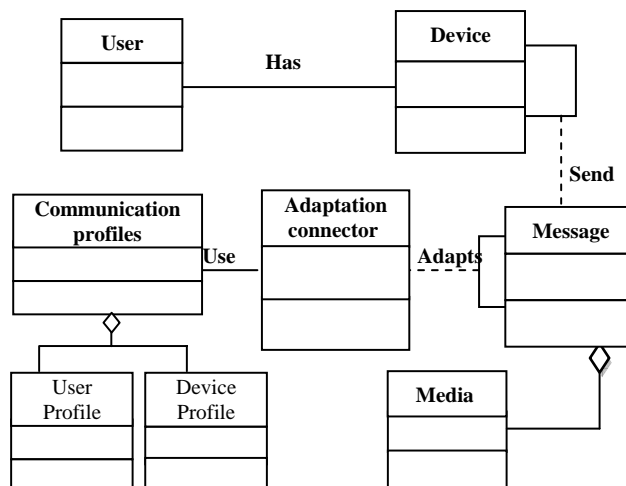 User
Device
Has
Send
Communication
profiles
Adaptation
connector
Message
Use
Adapts
User
Profile
Device
Profile
Media